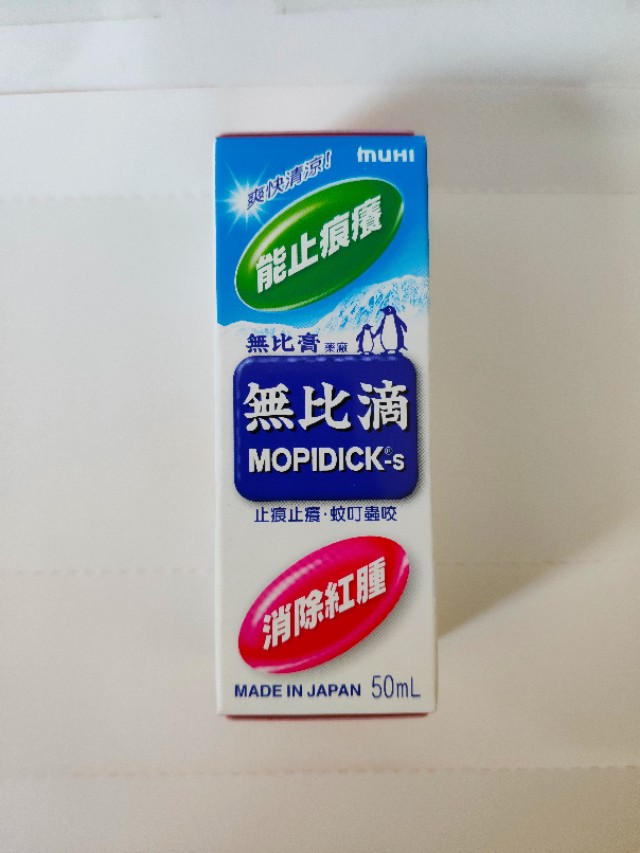 muHI
爽快清涼!
能止痕癢
無比膏 藥廠
無比滴
MOPIDICK®-s
止痕止癢·蚊叮蟲咬
消除紅腫
MADE IN JAPAN 50mL